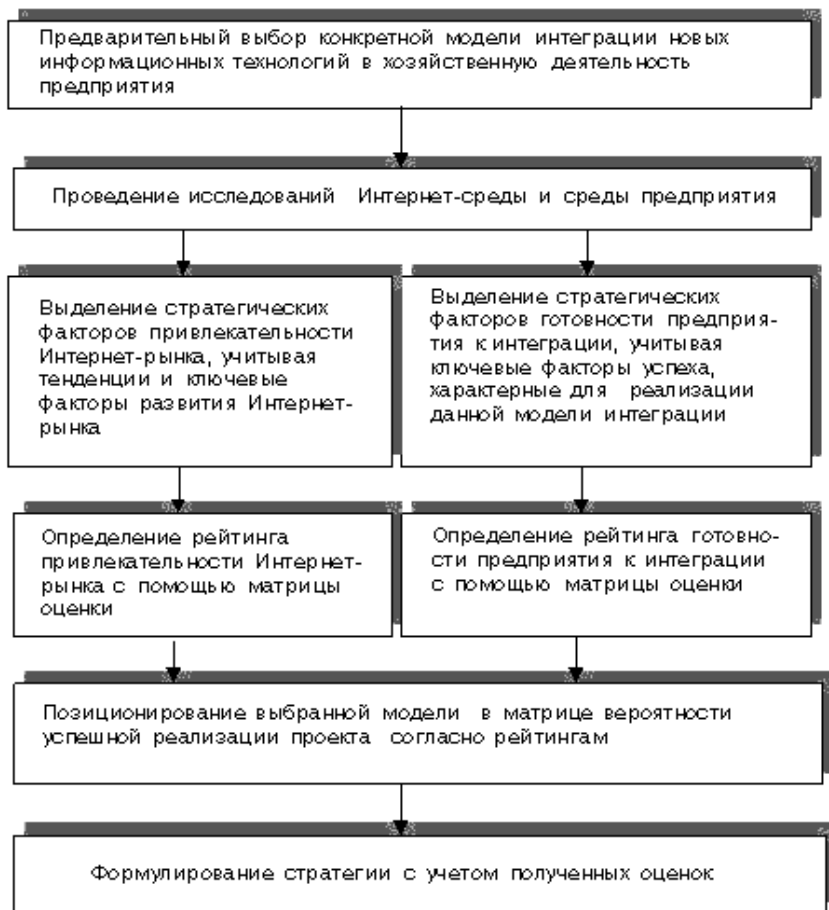 Предварительный выбор конкретной модели интеграции новых
информационных технологий в хозяйственную деятельность
предприятия
Проведение исследований Интернет-среды и среды предприятия
Выделение стратегических
факторов привлекательности
Интернет-рынка, учитывая
тенденции и ключевые
факторы развития Интернет-
рынка
Выделение стратегических
факторов готовности предприя-
тия к интеграции, учитывая
ключевые факторы успеха,
характерные для реализации
данной модели интеграции
Определение рейтинга
привлекательности Интернет-
рынка с помощью матрицы
оценки
Определение рейтинга готовно-
сти предприятия к интеграции
с помощью матрицы оценки
Позиционирование выбранной модели в матрице вероятности
успешной реализации проекта согласно рейтингам
Формулирование стратегии с учетом полученных оценок